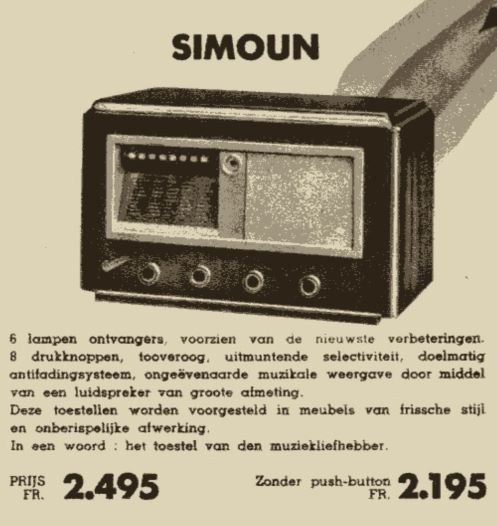 SIMOUN
6 lampen ontvangers, voorzien van de nieuwste verbeteringen.
8 drukknoppen, tooveroog, uitmuntende selectiviteit, doelmatig
antifadingsysteem, ongeëvenaarde muzikale weergave door middel
van een luidspreker van groote afmeting.
Deze toestellen worden voorgesteld in meubels van frissche stijl
en onberispelijke afwerking.
In een woord : het toestel van den muziekliefhebber.
PRIJS FR. 2.495
Zonder push-button FR. 2.195